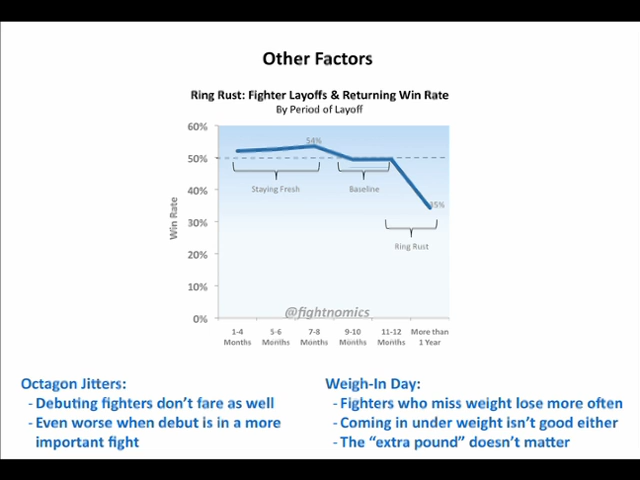 Other Factors
Ring Rust: Fighter Layoffs & Returning Win Rate
By Period of Layoff
60%
54%
50%
Staying Fresh
Baseline
40%
35%
Win Rate
30%
Ring Rust
20%
10%
@fightnomics
0%
1-4 Months
5-6 Months
7-8 Months
9-10 Months
11-12 Months
More than 1 Year
Octagon Jitters:
- Debuting fighters don't fare as well
- Even worse when debut is in a more
important fight
Weigh-In Day:
- Fighters who miss weight lose more often
- Coming in under weight isn't good either
- The “extra pound” doesn't matter